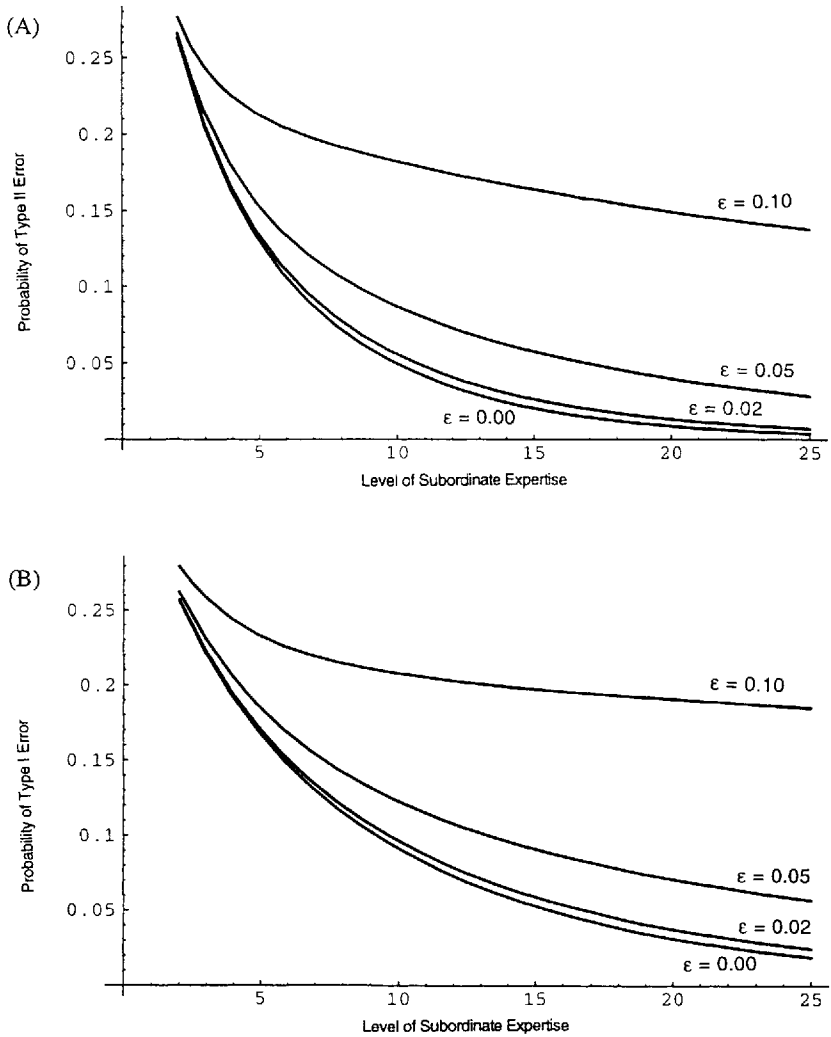 (A)
Probability of Type II Error
0.25
0.2
0.15
0.1
0.05
ε = 0.10
ε = 0.05
ε = 0.02
ε = 0.00
5
10
15
20
25
Level of Subordinate Expertise
(B)
Probability of Type I Error
0.25
0.2
0.15
0.1
0.05
ε = 0.10
ε = 0.05
ε = 0.02
ε = 0.00
5
10
15
20
25
Level of Subordinate Expertise